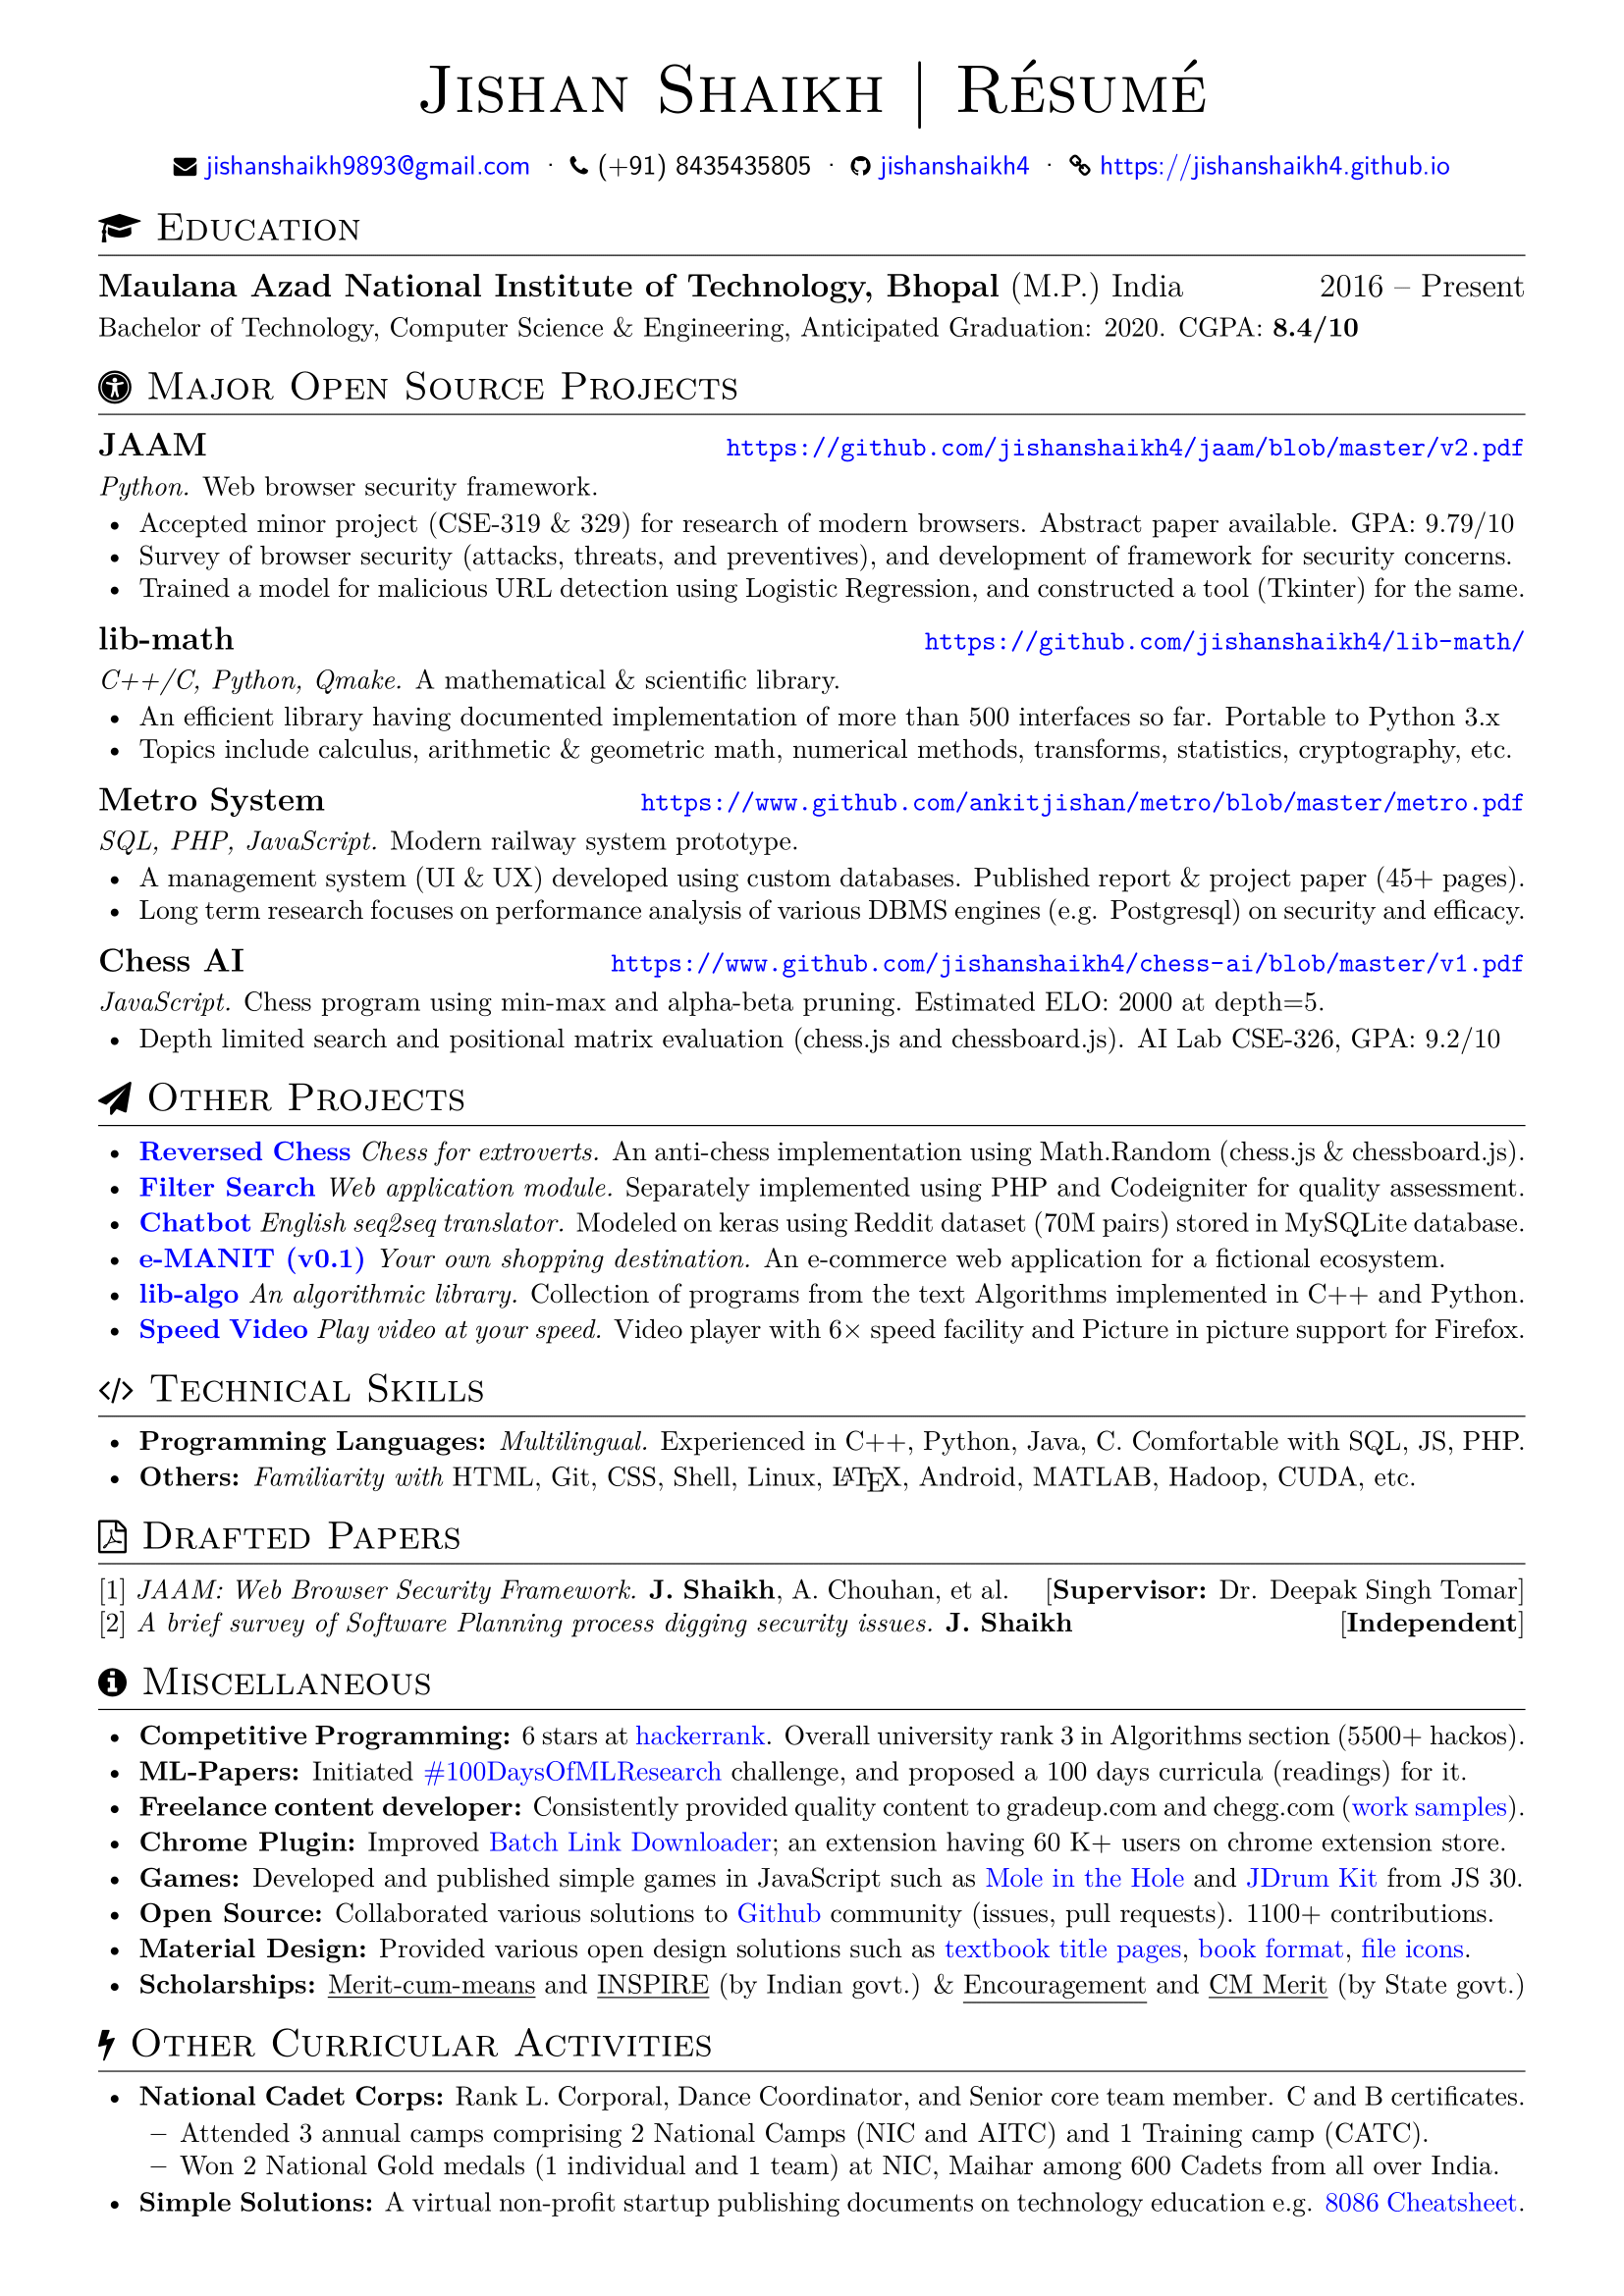 Jishan Shaikh | Résumé
jishanshaikh9893@gmail.com · (+91) 8435435805 · jishanshaikh4 · https://jishanshaikh4.github.io
Education
Maulana Azad National Institute of Technology, Bhopal (M.P.) India 2016 – Present
Bachelor of Technology, Computer Science & Engineering, Anticipated Graduation: 2020. CGPA: 8.4/10
Major Open Source Projects
JAAM https://github.com/jishanshaikh4/jaam/blob/master/v2.pdf
Python. Web browser security framework.
• Accepted minor project (CSE-319 & 329) for research of modern browsers. Abstract paper available. GPA: 9.79/10
• Survey of browser security (attacks, threats, and preventives), and development of framework for security concerns.
• Trained a model for malicious URL detection using Logistic Regression, and constructed a tool (Tkinter) for the same.
lib-math https://github.com/jishanshaikh4/lib-math/
C++/C, Python, Qmake. A mathematical & scientific library.
• An efficient library having documented implementation of more than 500 interfaces so far. Portable to Python 3.x
• Topics include calculus, arithmetic & geometric math, numerical methods, transforms, statistics, cryptography, etc.
Metro System https://www.github.com/ankitjishan/metro/blob/master/metro.pdf
SQL, PHP, JavaScript. Modern railway system prototype.
• A management system (UI & UX) developed using custom databases. Published report & project paper (45+ pages).
• Long term research focuses on performance analysis of various DBMS engines (e.g. Postgresql) on security and efficacy.
Chess AI https://www.github.com/jishanshaikh4/chess-ai/blob/master/v1.pdf
JavaScript. Chess program using min-max and alpha-beta pruning. Estimated ELO: 2000 at depth=5.
• Depth limited search and positional matrix evaluation (chess.js and chessboard.js). AI Lab CSE-326, GPA: 9.2/10
Other Projects
• Reversed Chess Chess for extroverts. An anti-chess implementation using Math.Random (chess.js & chessboard.js).
• Filter Search Web application module. Separately implemented using PHP and Codeigniter for quality assessment.
• Chatbot English seq2seq translator. Modeled on keras using Reddit dataset (70M pairs) stored in MySQLite database.
• e-MANIT (v0.1) Your own shopping destination. An e-commerce web application for a fictional ecosystem.
• lib-algo An algorithmic library. Collection of programs from the text Algorithms implemented in C++ and Python.
• Speed Video Play video at your speed. Video player with 6× speed facility and Picture in picture support for Firefox.
Technical Skills
• Programming Languages: Multilingual. Experienced in C++, Python, Java, C. Comfortable with SQL, JS, PHP.
• Others: Familiarity with HTML, Git, CSS, Shell, Linux, LATEX, Android, MATLAB, Hadoop, CUDA, etc.
Drafted Papers
[1] JAAM: Web Browser Security Framework. J. Shaikh, A. Chouhan, et al. [Supervisor: Dr. Deepak Singh Tomar]
[2] A brief survey of Software Planning process digging security issues. J. Shaikh [Independent]
Miscellaneous
• Competitive Programming: 6 stars at hackerrank. Overall university rank 3 in Algorithms section (5500+ hackos).
• ML-Papers: Initiated #100DaysOfMLResearch challenge, and proposed a 100 days curricula (readings) for it.
• Freelance content developer: Consistently provided quality content to gradeup.com and chegg.com (work samples).
• Chrome Plugin: Improved Batch Link Downloader; an extension having 60 K+ users on chrome extension store.
• Games: Developed and published simple games in JavaScript such as Mole in the Hole and JDrum Kit from JS 30.
• Open Source: Collaborated various solutions to Github community (issues, pull requests). 1100+ contributions.
• Material Design: Provided various open design solutions such as textbook title pages, book format, file icons.
• Scholarships: Merit-cum-means and INSPIRE (by Indian govt.) & Encouragement and CM Merit (by State govt.)
Other Curricular Activities
• National Cadet Corps: Rank L. Corporal, Dance Coordinator, and Senior core team member. C and B certificates.
– Attended 3 annual camps comprising 2 National Camps (NIC and AITC) and 1 Training camp (CATC).
– Won 2 National Gold medals (1 individual and 1 team) at NIC, Maihar among 600 Cadets from all over India.
• Simple Solutions: A virtual non-profit startup publishing documents on technology education e.g. 8086 Cheatsheet.